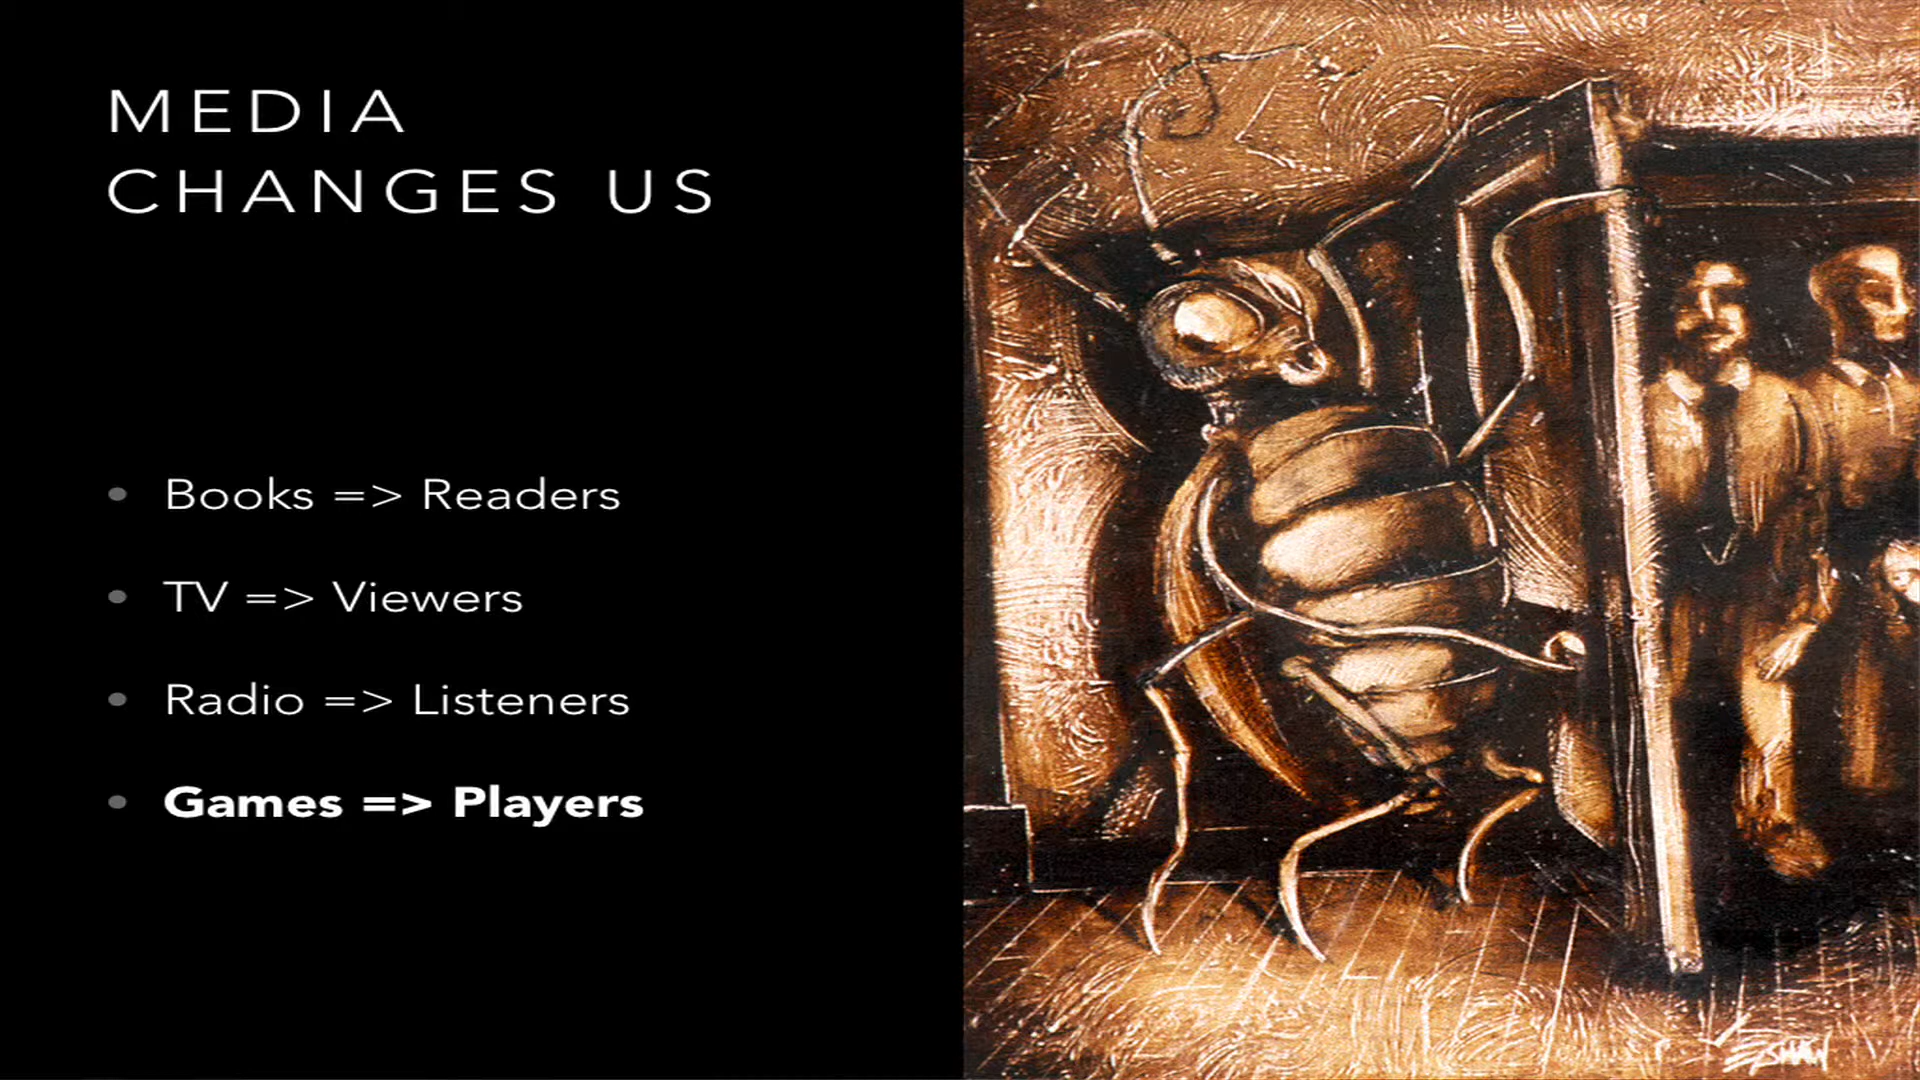 MEDIA
CHANGES US
• Books => Readers
• TV => Viewers
• Radio => Listeners
• Games => Players